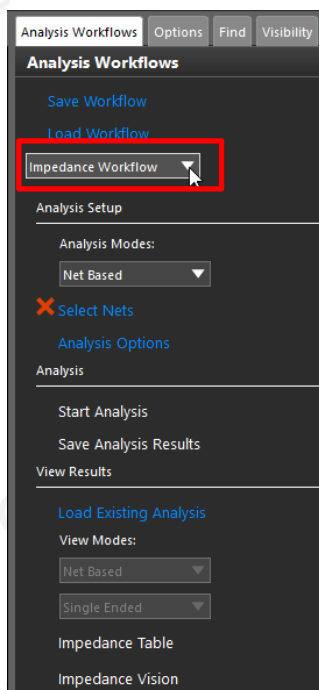 Analysis Workflows Options Find Visibility
Analysis Workflows
Save Workflow
Load Workflow
Impedance Workflow
Analysis Setup
Analysis Modes:
Net Based
Select Nets
Analysis Options
Analysis
Start Analysis
Save Analysis Results
View Results
Load Existing Analysis
View Modes:
Net Based
Single Ended
Impedance Table
Impedance Vision